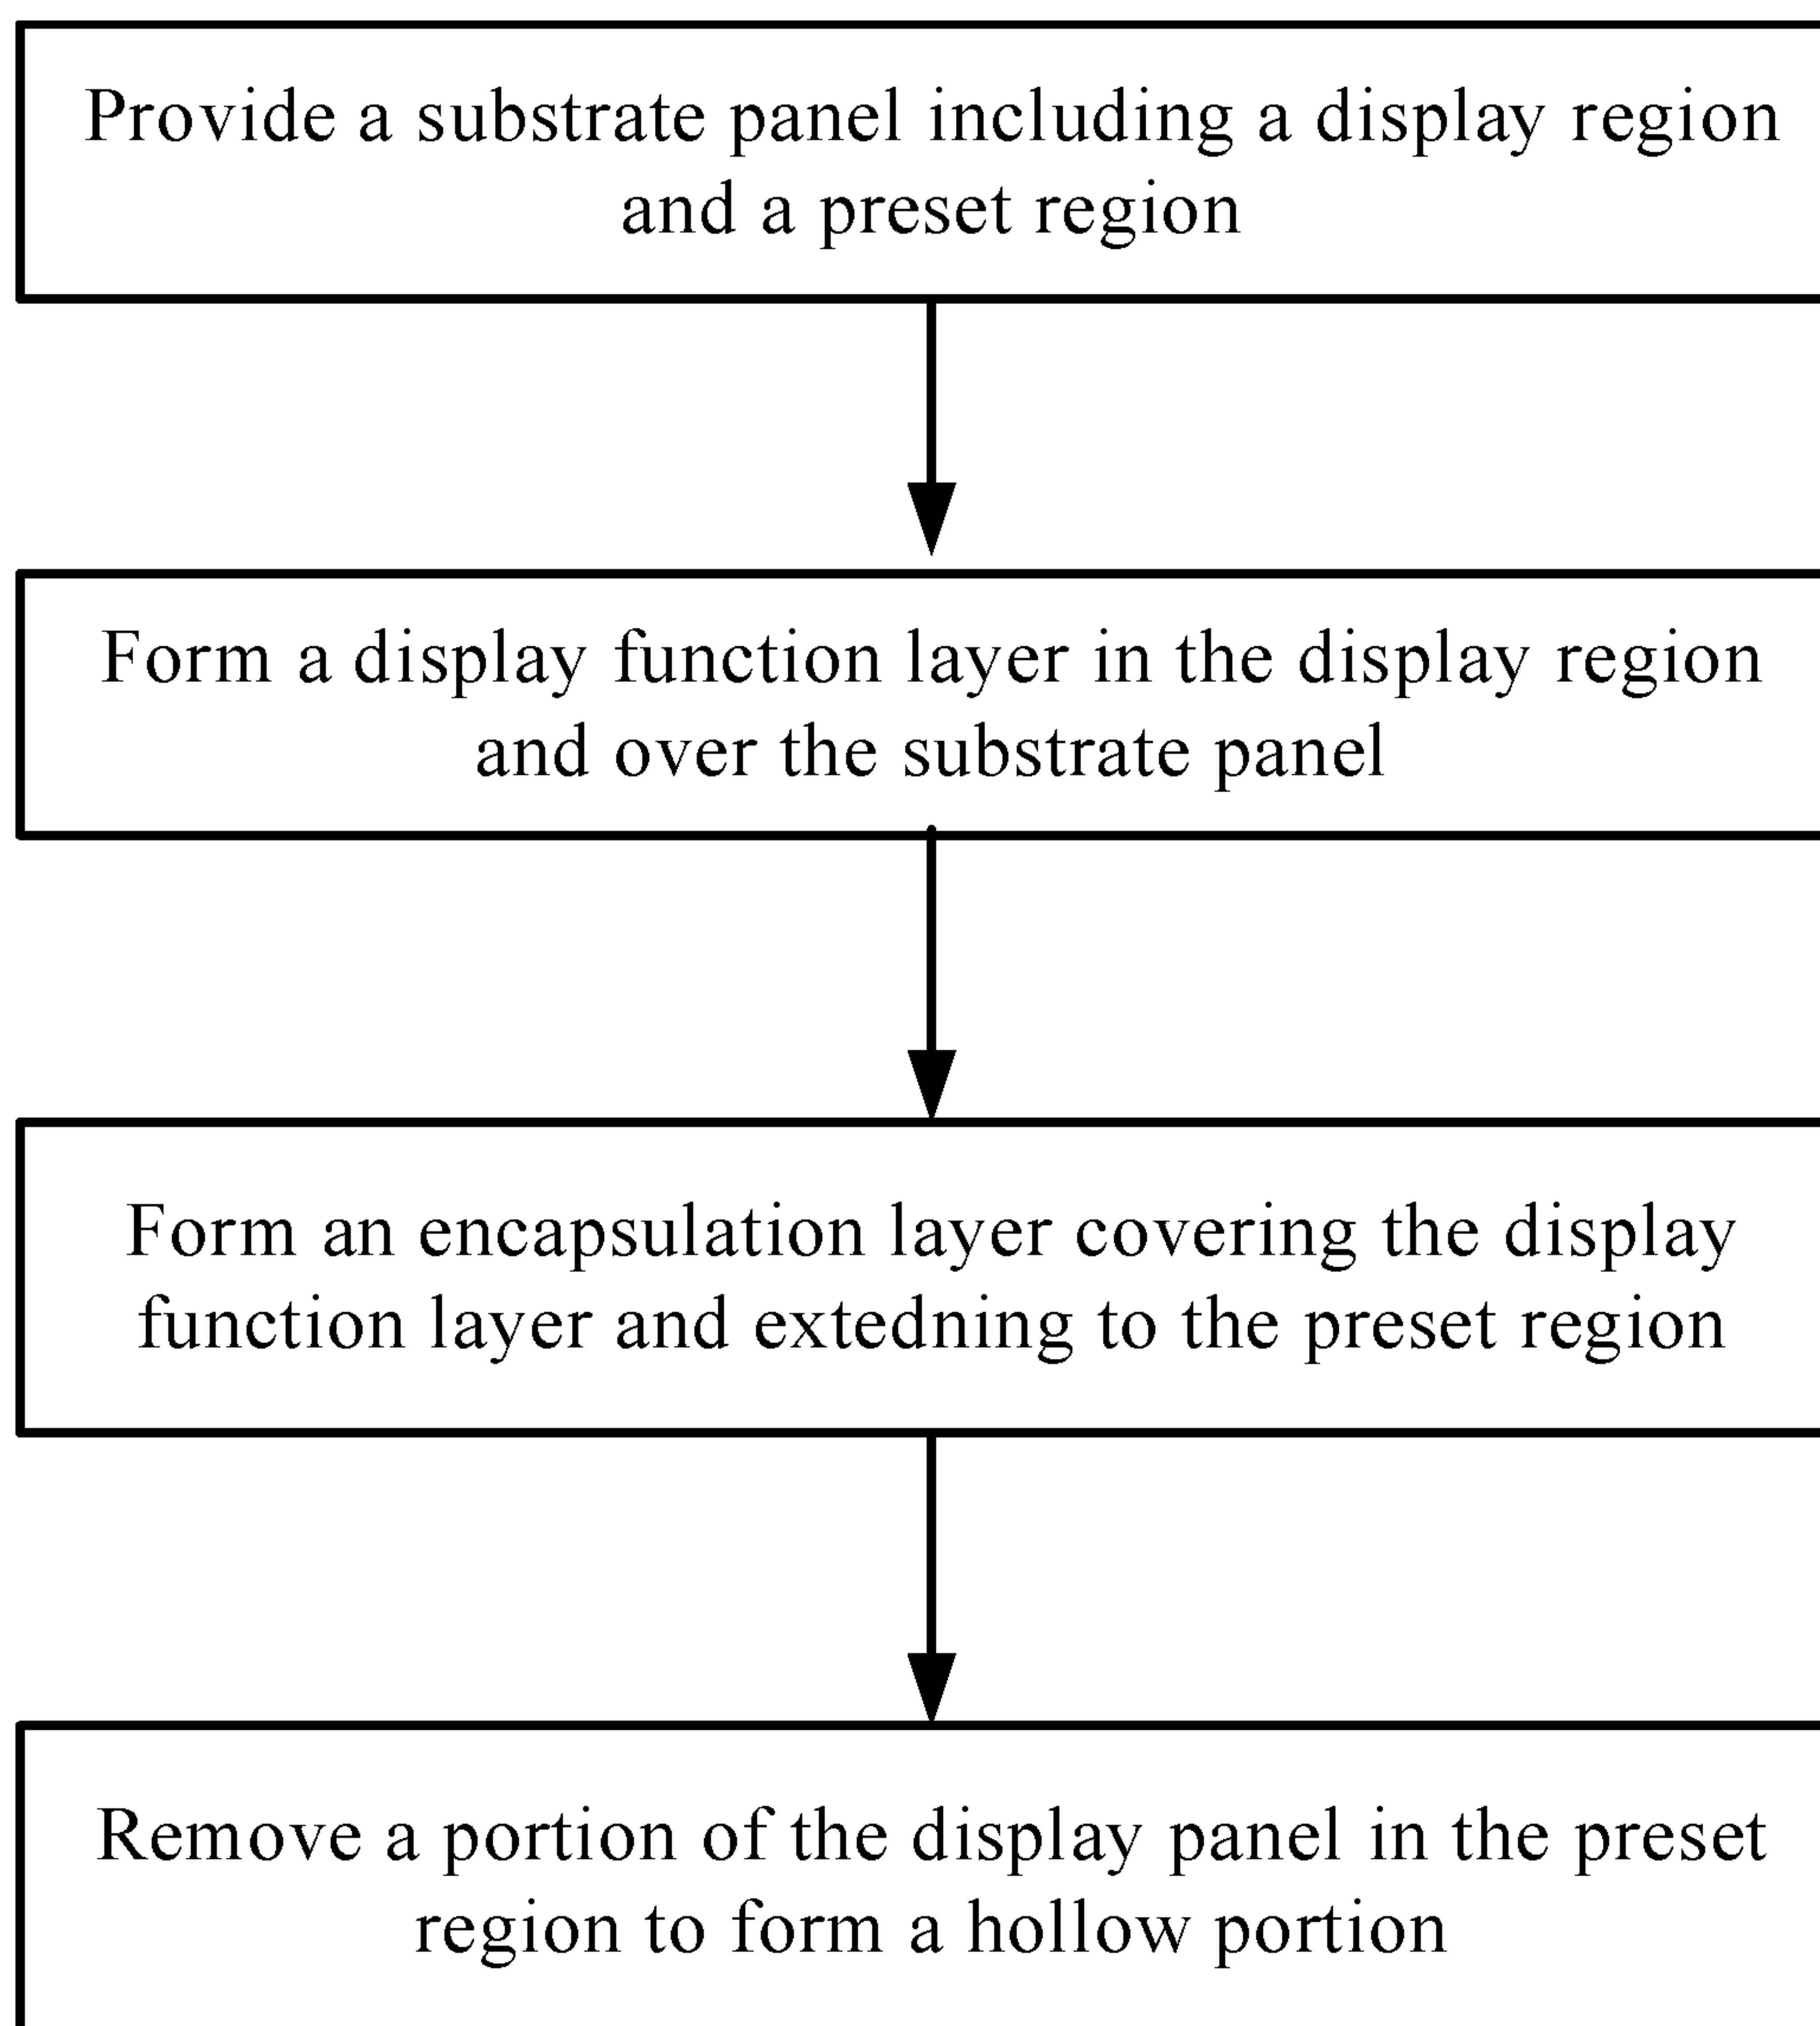 Provide a substrate panel including a display region
and a preset region
Form a display function layer in the display region
and over the substrate panel
Form an encapsulation layer covering the display
function layer and extedning to the preset region
Remove a portion of the display panel in the preset
region to form a hollow portion